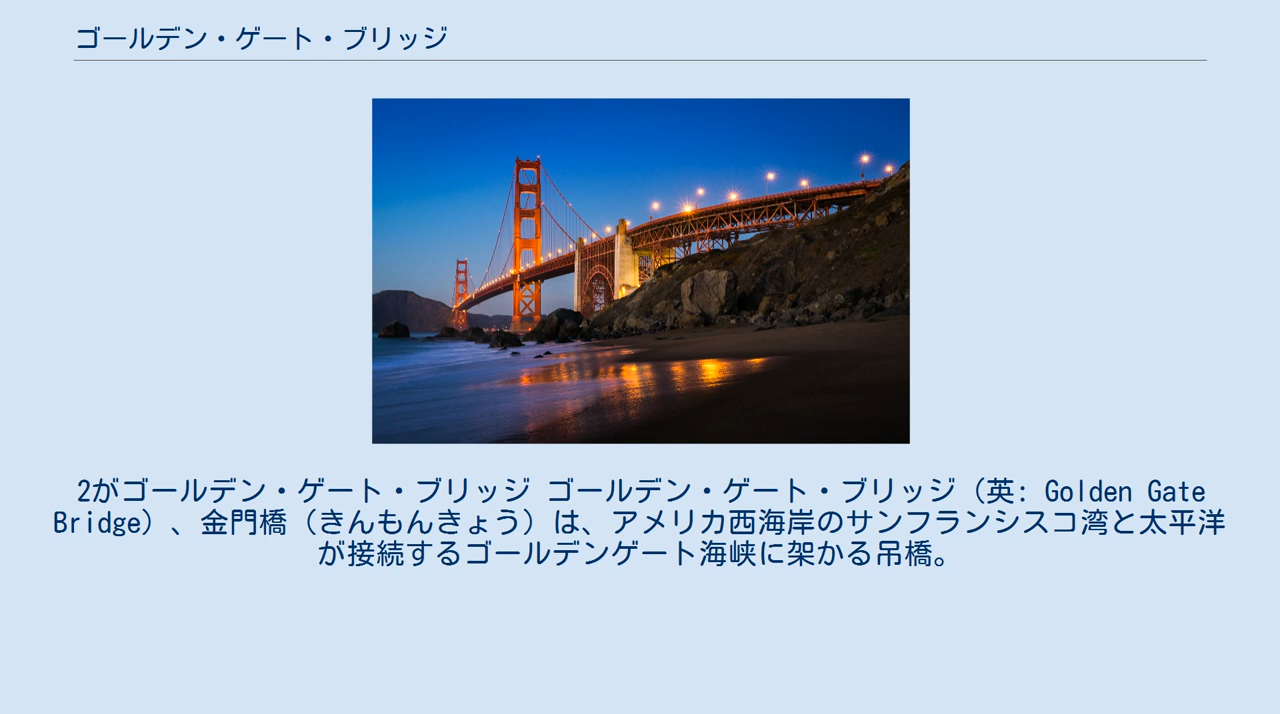 ゴールデン・ゲート・ブリッジ
2がゴールデン・ゲート・ブリッジ ゴールデン・ゲート・ブリッジ（英: Golden Gate
Bridge）、金門橋（きんもんきょう）は、アメリカ西海岸のサンフランシスコ湾と太平洋
が接続するゴールデンゲート海峡に架かる吊橋。